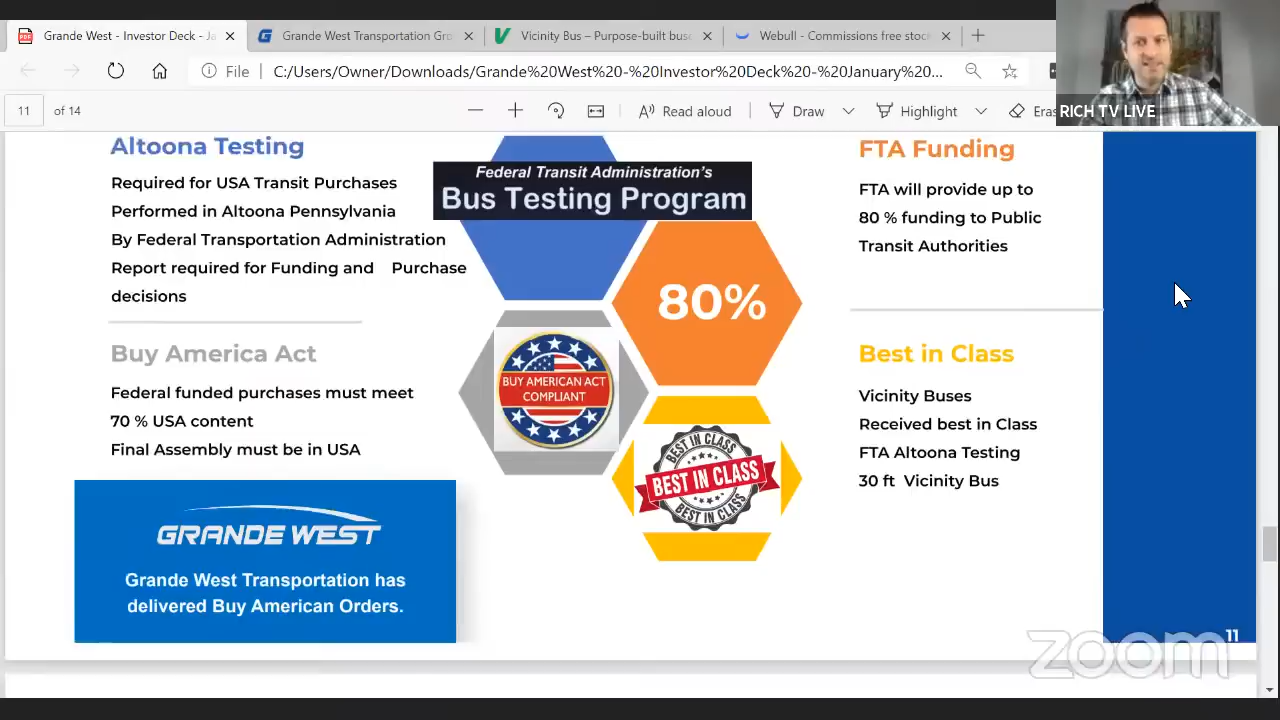 Grande West - Investor Deck - Ja
Grande West Transportation Gro
Vicinity Bus – Purpose-built buse
Webull - Commissions free stock
File
C:/Users/Owner/Downloads/Grande%20West%20-%20Investor%20Deck%20-%20January%20...
11 of 14
Read aloud
Draw
Highlight
Eras
RICH TV LIVE
Altoona Testing
Required for USA Transit Purchases
Performed in Altoona Pennsylvania
By Federal Transportation Administration
Report required for Funding and Purchase
decisions
Federal Transit Administration's
Bus Testing Program
FTA Funding
FTA will provide up to
80 % funding to Public
Transit Authorities
80%
Buy America Act
Federal funded purchases must meet
70 % USA content
Final Assembly must be in USA
BUY AMERICAN ACT
COMPLIANT
Best in Class
Vicinity Buses
Received best in Class
FTA Altoona Testing
30 ft Vicinity Bus
BEST IN CLASS
BEST IN CLASS
BEST IN CLASS
GRANDE WEST
Grande West Transportation has
delivered Buy American Orders.
11
zoom